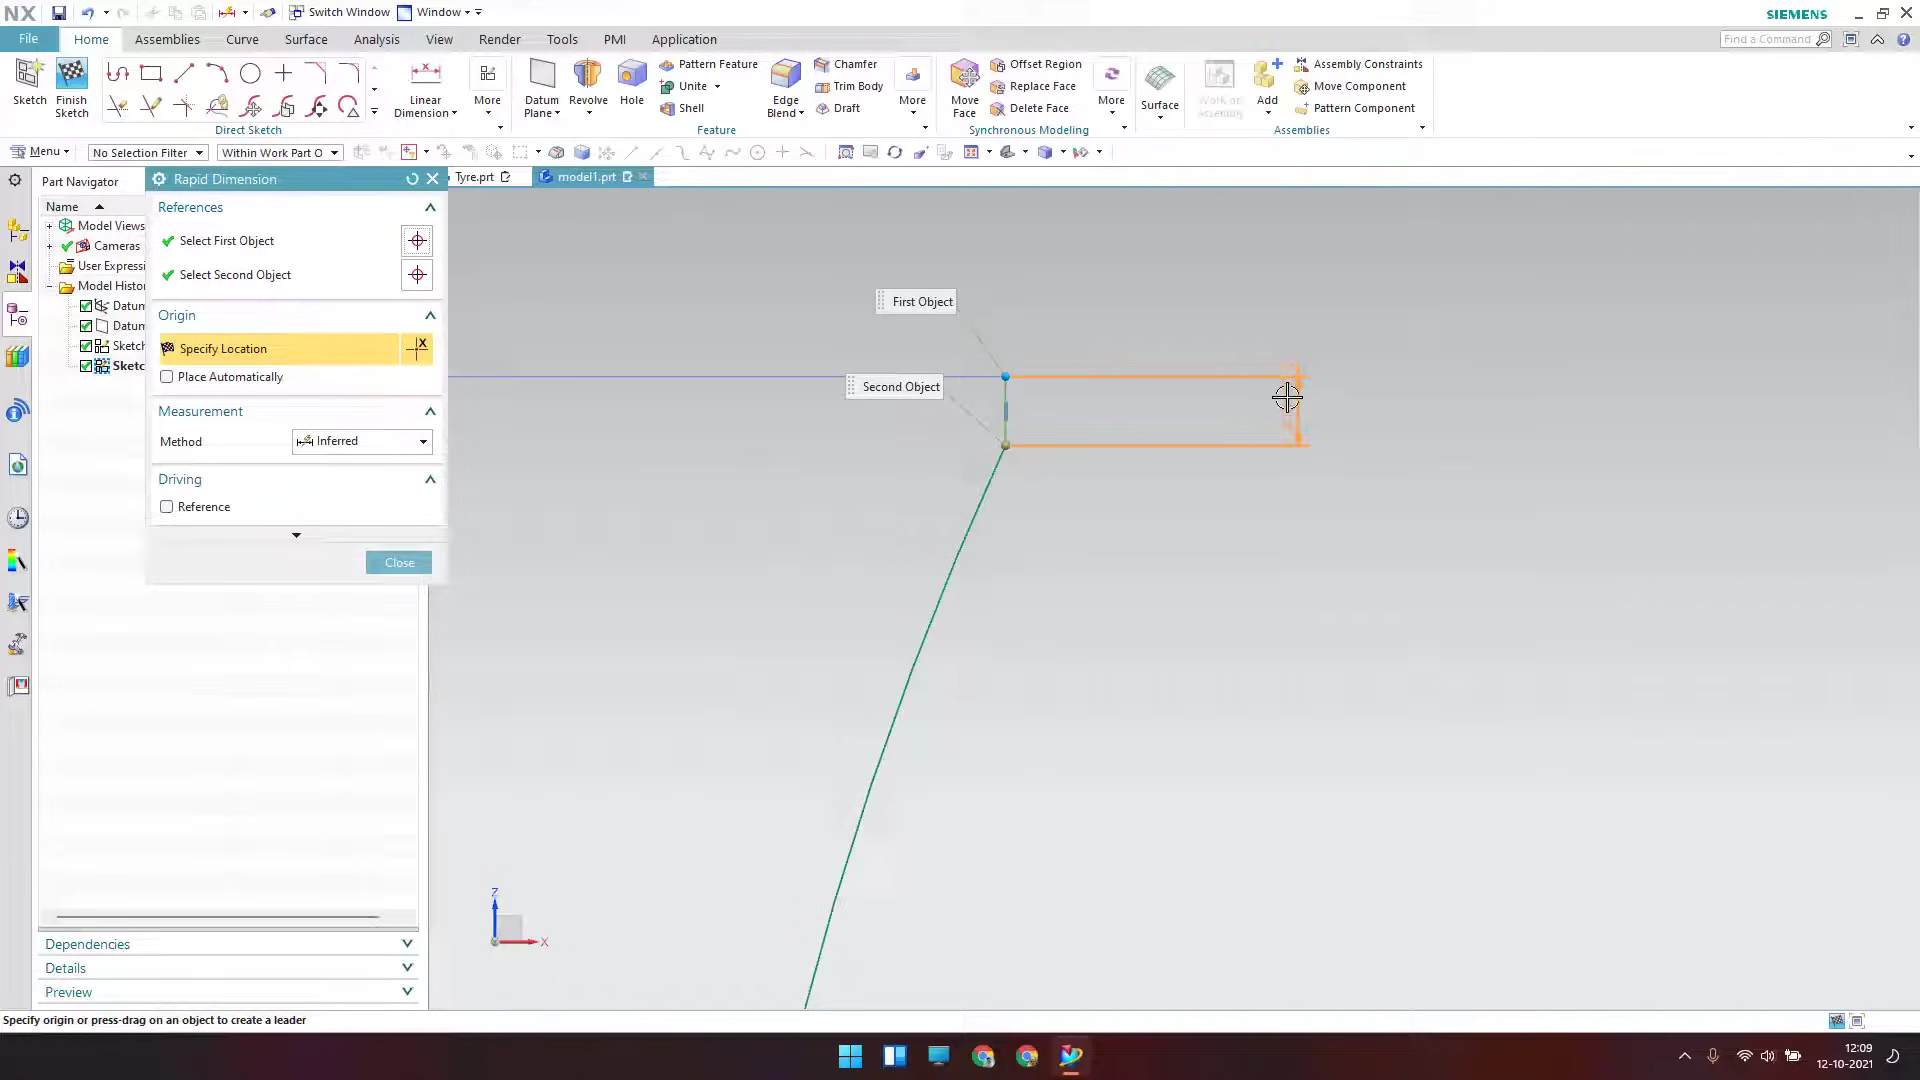 NX
Switch Window
Window
SIEMENS
File
Home
Assemblies
Curve
Surface
Analysis
View
Render
Tools
PMI
Application
Find a Command
Sketch
Finish Sketch
Direct Sketch
Linear Dimension
More
Datum Plane
Revolve
Hole
Pattern Feature
Unite
Shell
Edge Blend
Chamfer
Trim Body
Draft
More
Feature
Move Face
Offset Region
Replace Face
Delete Face
More
Synchronous Modeling
Surface
Work on Assembly
Add
Assembly Constraints
Move Component
Pattern Component
Assemblies
Menu
No Selection Filter
Within Work Part O
Part Navigator
Name
Model Views
Cameras
User Expressi
Model Histo
Datum
Datum
Sketch
Sketc
Rapid Dimension
References
Select First Object
Select Second Object
Origin
Specify Location
Place Automatically
Measurement
Method
Inferred
Driving
Reference
Close
Tyre.prt
model1.prt
First Object
Second Object
Z
X
Dependencies
Details
Preview
Specify origin or press-drag on an object to create a leader
12:09
12-10-2021